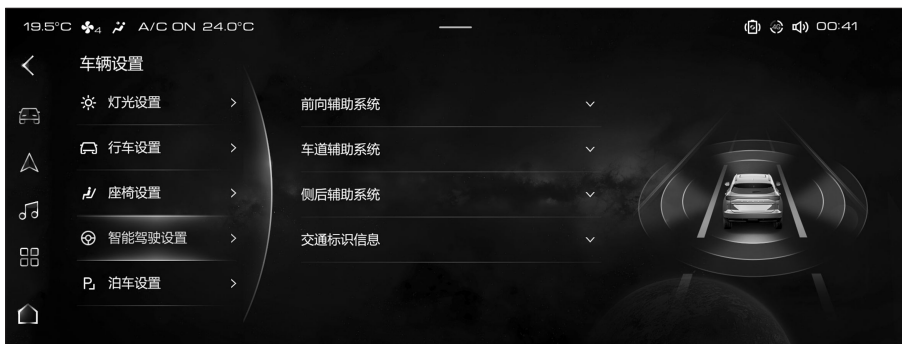 19.5°C 4 A/C ON 24.0°C 00:41
车辆设置
灯光设置
行车设置
座椅设置
智能驾驶设置
泊车设置
前向辅助系统
车道辅助系统
侧后辅助系统
交通标识信息